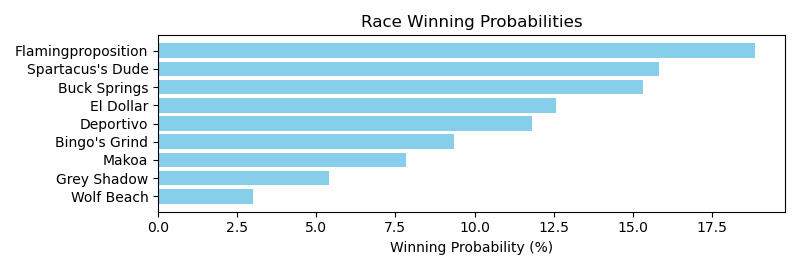 Race Winning Probabilities
Flamingproposition
Spartacus's Dude
Buck Springs
El Dollar
Deportivo
Bingo's Grind
Makoa
Grey Shadow
Wolf Beach
0.0 2.5 5.0 7.5 10.0 12.5 15.0 17.5
Winning Probability (%)